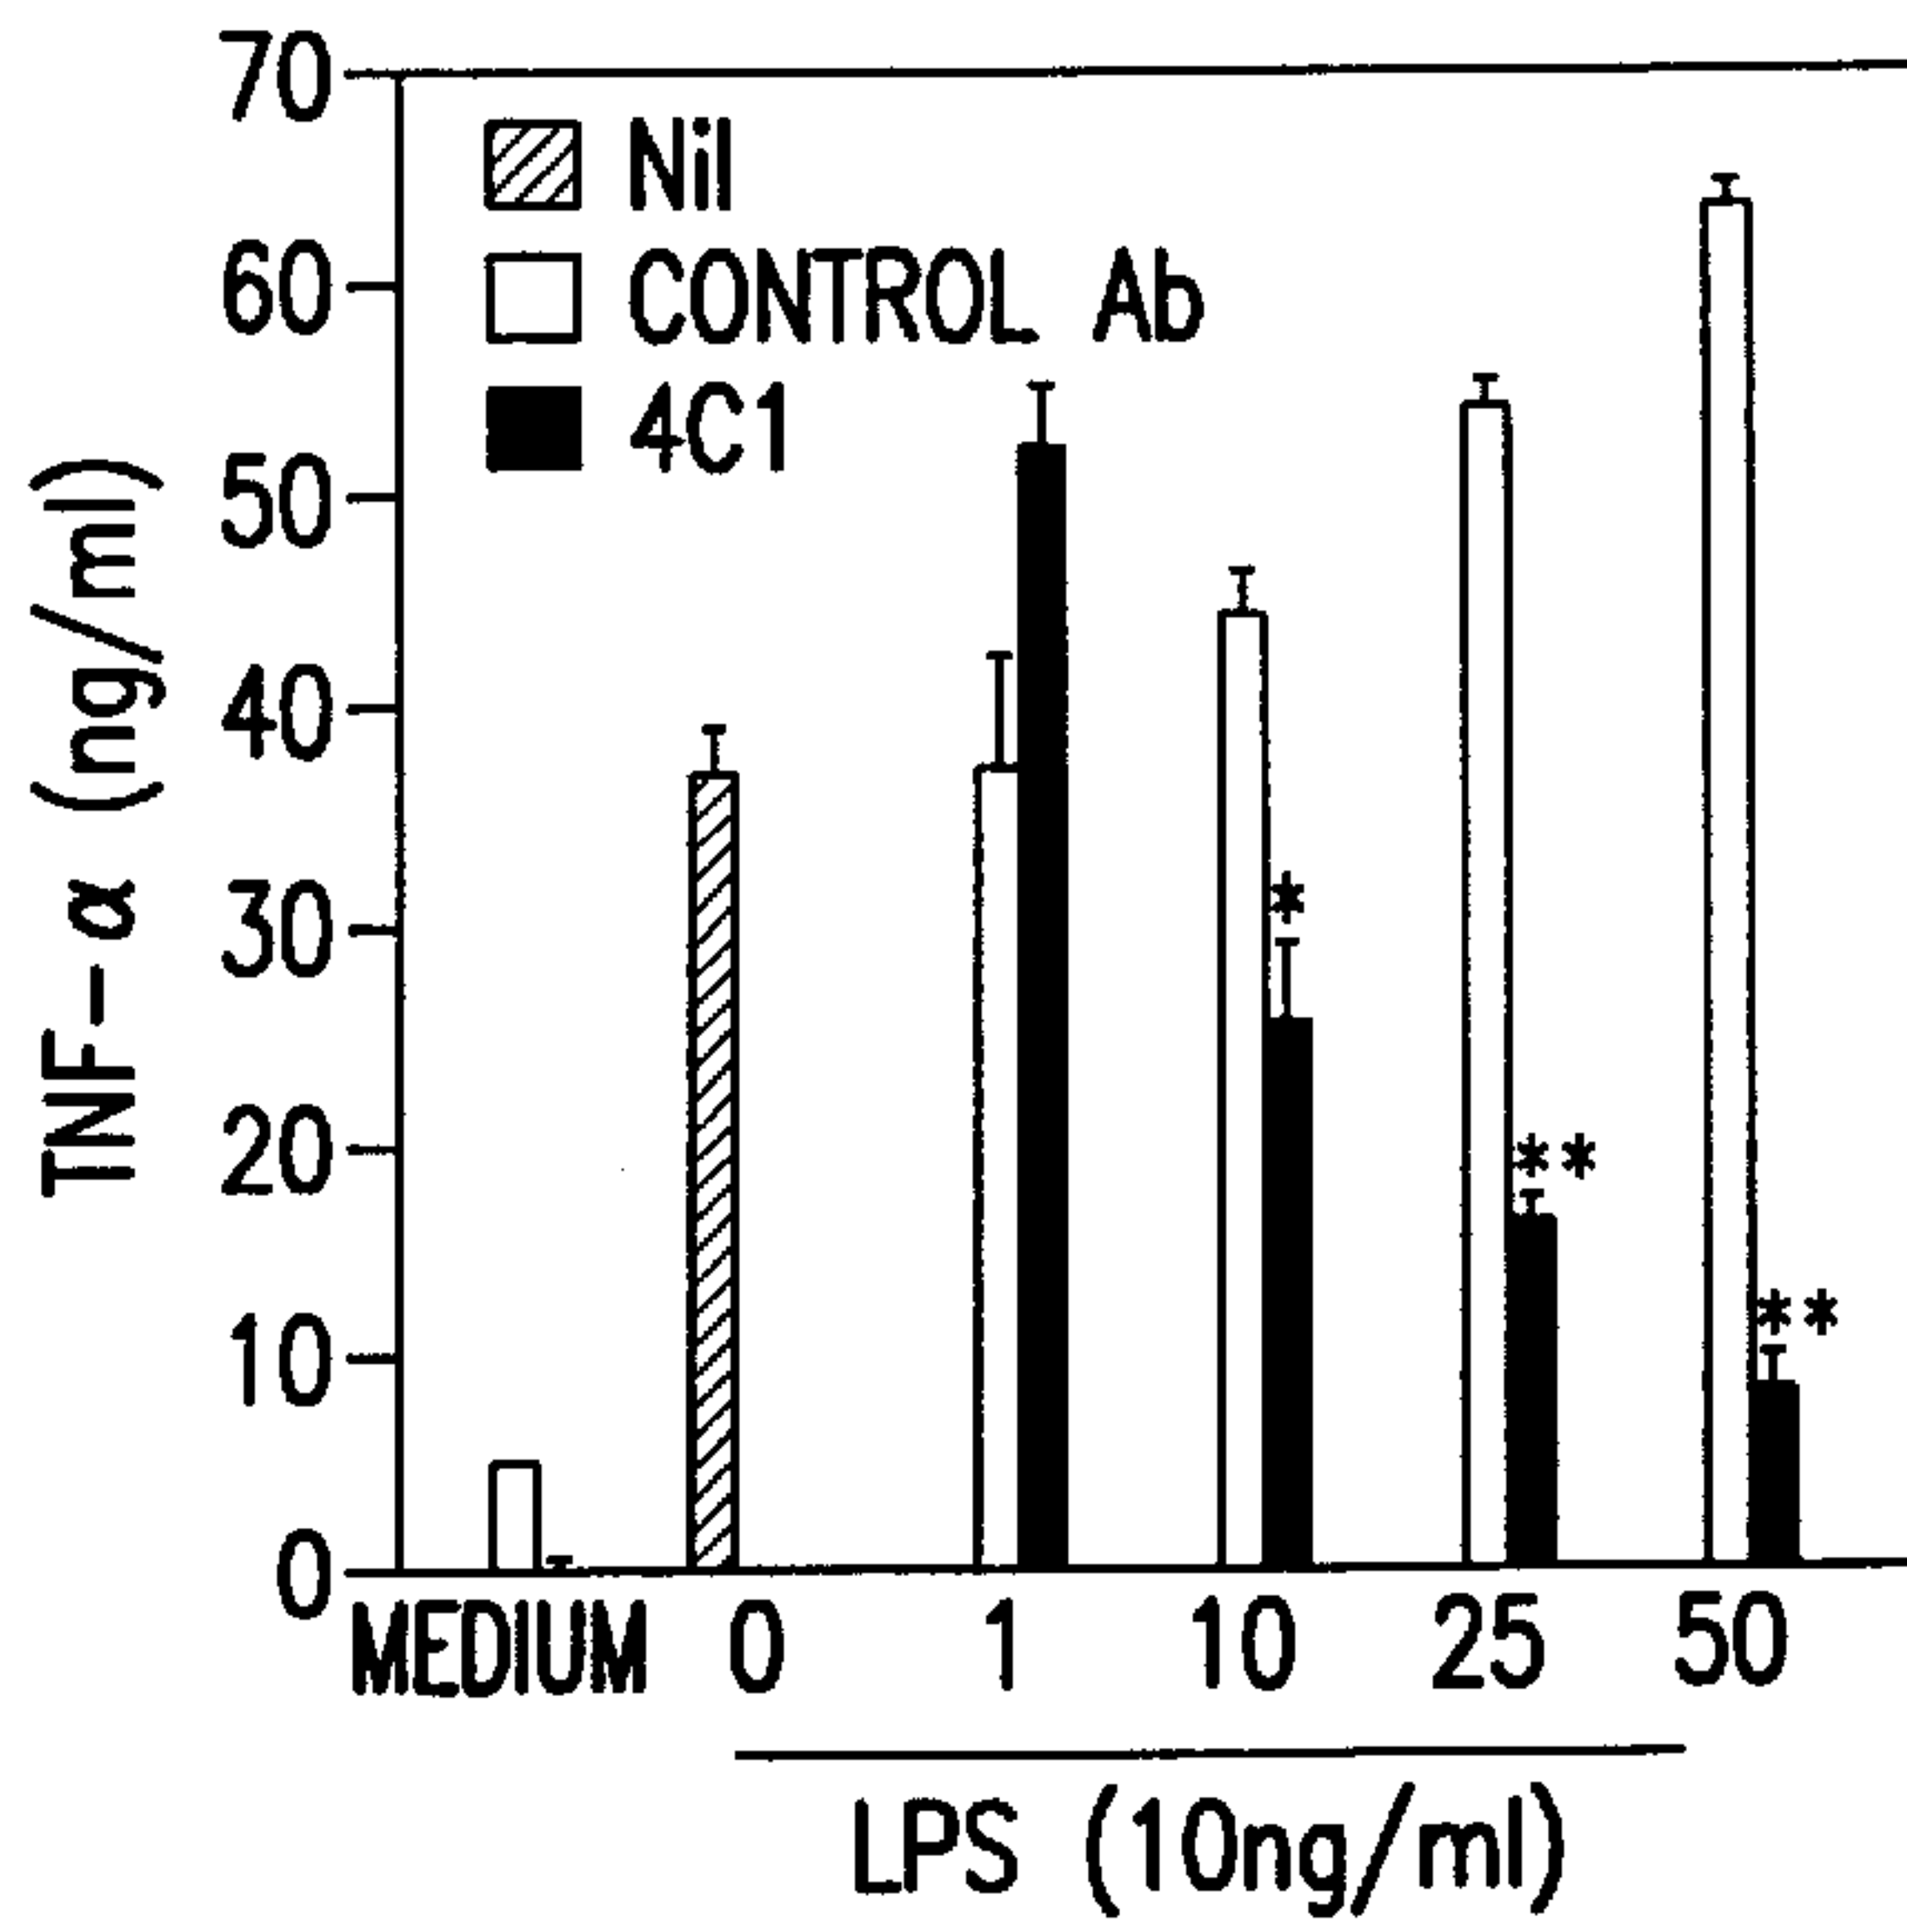 TNF-α (ng/ml)
70
60
50
40
30
20
10
0
Nil
CONTROL Ab
4C1
*
**
**
MEDIUM 0 1 10 25 50
LPS (10ng/ml)